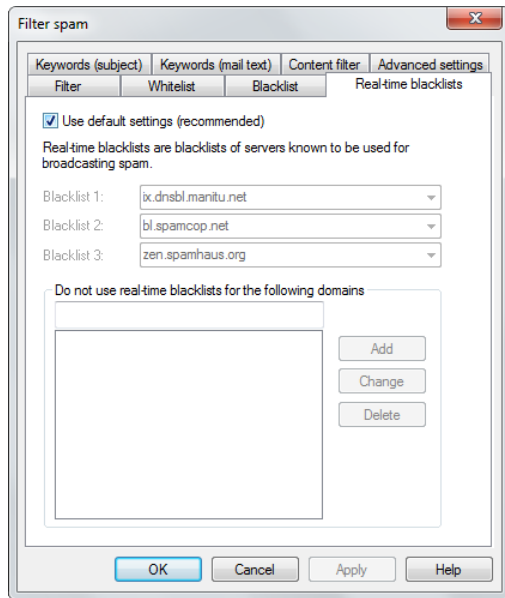 Filter spam
Keywords (subject) Keywords (mail text) Content filter Advanced settings
Filter Whitelist Blacklist Real-time blacklists
Use default settings (recommended)
Real-time blacklists are blacklists of servers known to be used for
broadcasting spam.
Blacklist 1: ix.dnsbl.manitu.net
Blacklist 2: bl.spamcop.net
Blacklist 3: zen.spamhaus.org
Do not use real-time blacklists for the following domains
Add
Change
Delete
OK Cancel Apply Help